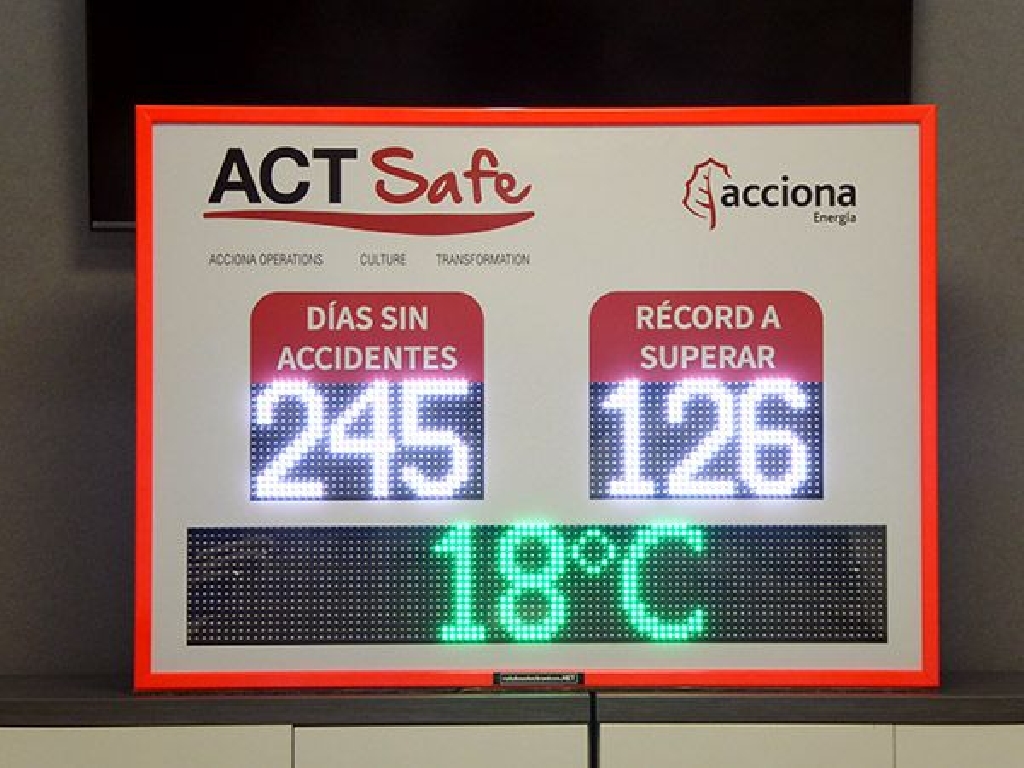 ACT Safe
acciona
Energía
ACCIONA OPERATIONS CULTURE TRANSFORMATION
DÍAS SIN
ACCIDENTES
245
RÉCORD A
SUPERAR
126
18°C